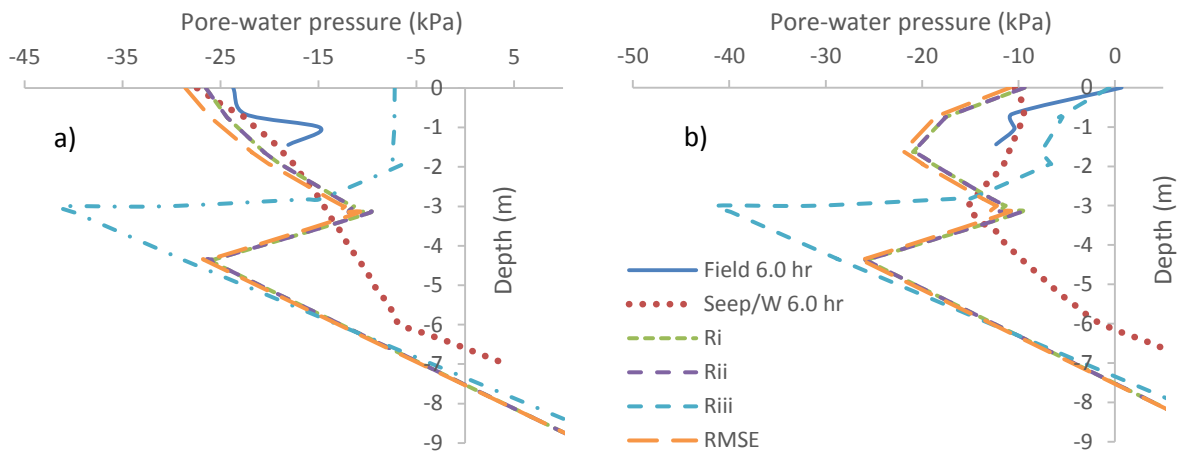 Pore-water pressure (kPa)
-45 -35 -25 -15 -5 5
0
-1
-2
-3
-4
-5
-6
-7
-8
-9
Depth (m)
a)
Pore-water pressure (kPa)
-50 -40 -30 -20 -10 0
0
-1
-2
-3
-4
-5
-6
-7
-8
-9
Depth (m)
b)
Field 6.0 hr
Seep/W 6.0 hr
Ri
Rii
Riii
RMSE